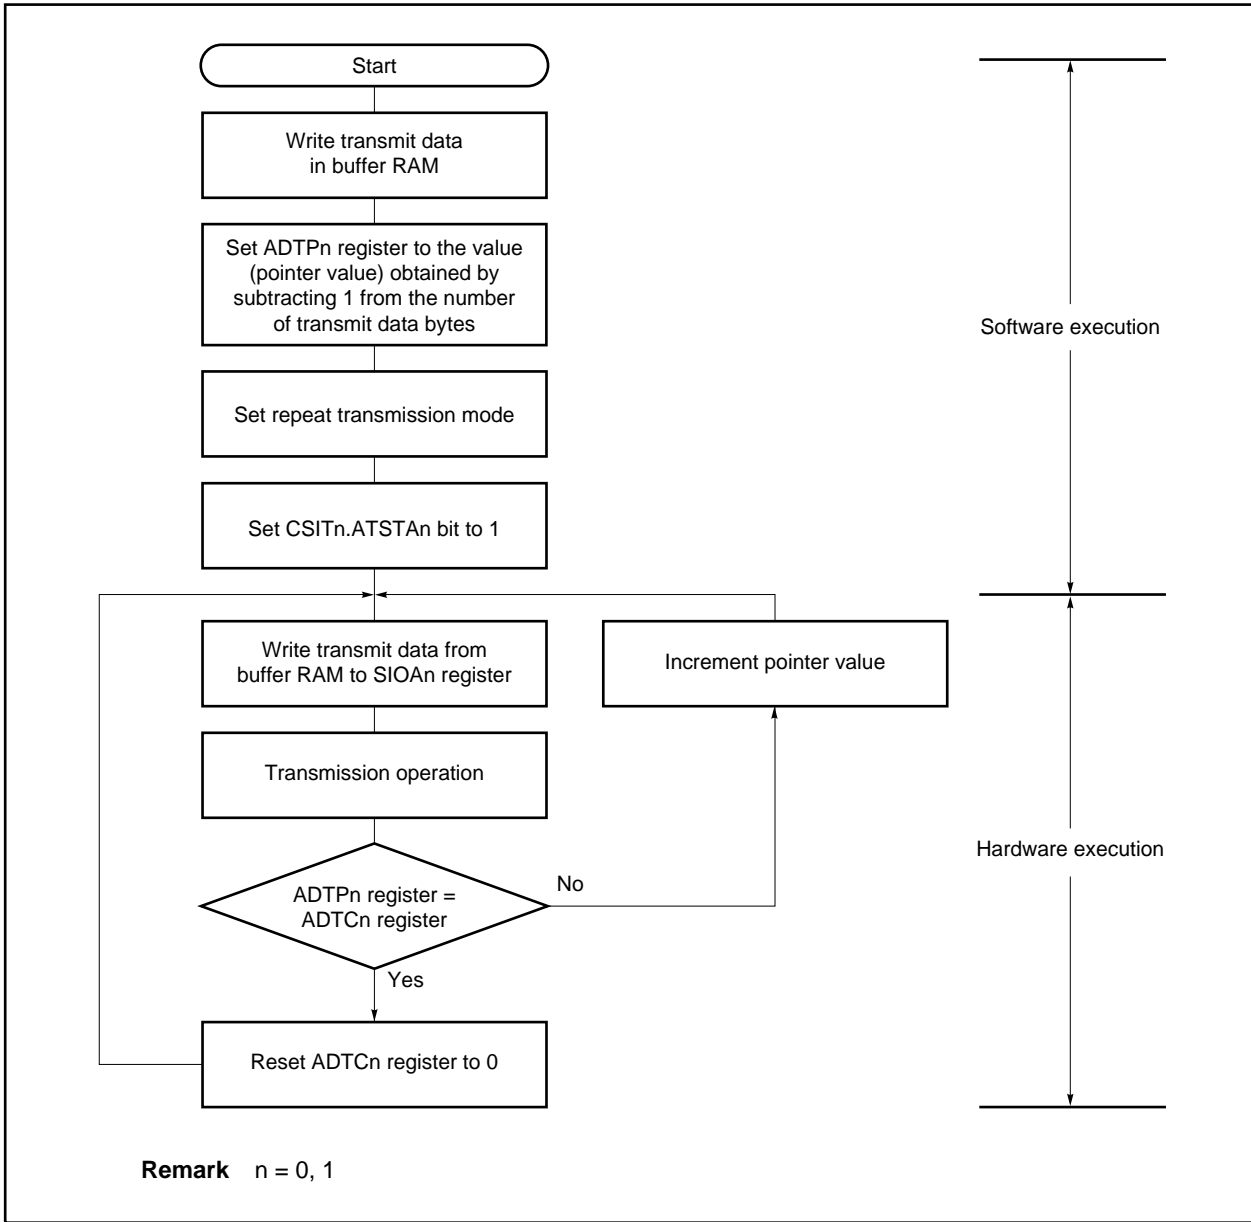 Start
Write transmit data
in buffer RAM
Set ADTPn register to the value
(pointer value) obtained by
subtracting 1 from the number
of transmit data bytes
Software execution
Set repeat transmission mode
Set CSITn.ATSTAn bit to 1
Write transmit data from
buffer RAM to SIOAn register
Increment pointer value
Transmission operation
Hardware execution
ADTPn register =
ADTCn register
No
Yes
Reset ADTCn register to 0
Remark n = 0, 1